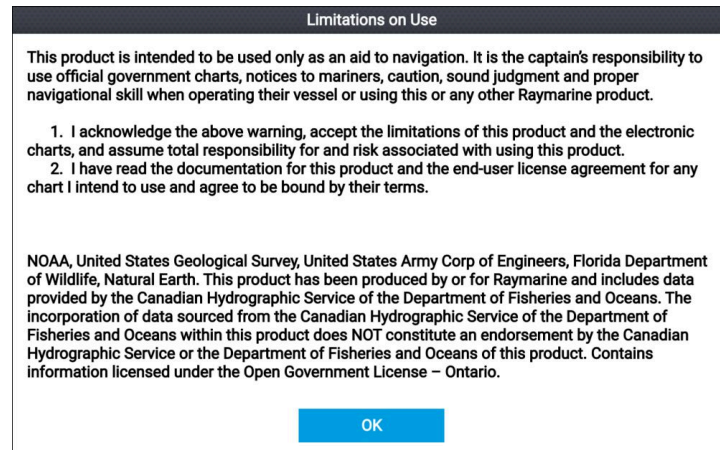 Limitations on Use
This product is intended to be used only as an aid to navigation. It is the captain's responsibility to
use official government charts, notices to mariners, caution, sound judgment and proper
navigational skill when operating their vessel or using this or any other Raymarine product.
1. I acknowledge the above warning, accept the limitations of this product and the electronic
charts, and assume total responsibility for and risk associated with using this product.
2. I have read the documentation for this product and the end-user license agreement for any
chart I intend to use and agree to be bound by their terms.
NOAA, United States Geological Survey, United States Army Corp of Engineers, Florida Department
of Wildlife, Natural Earth. This product has been produced by or for Raymarine and includes data
provided by the Canadian Hydrographic Service of the Department of Fisheries and Oceans. The
incorporation of data sourced from the Canadian Hydrographic Service of the Department of
Fisheries and Oceans within this product does NOT constitute an endorsement by the Canadian
Hydrographic Service or the Department of Fisheries and Oceans of this product. Contains
information licensed under the Open Government License – Ontario.
OK